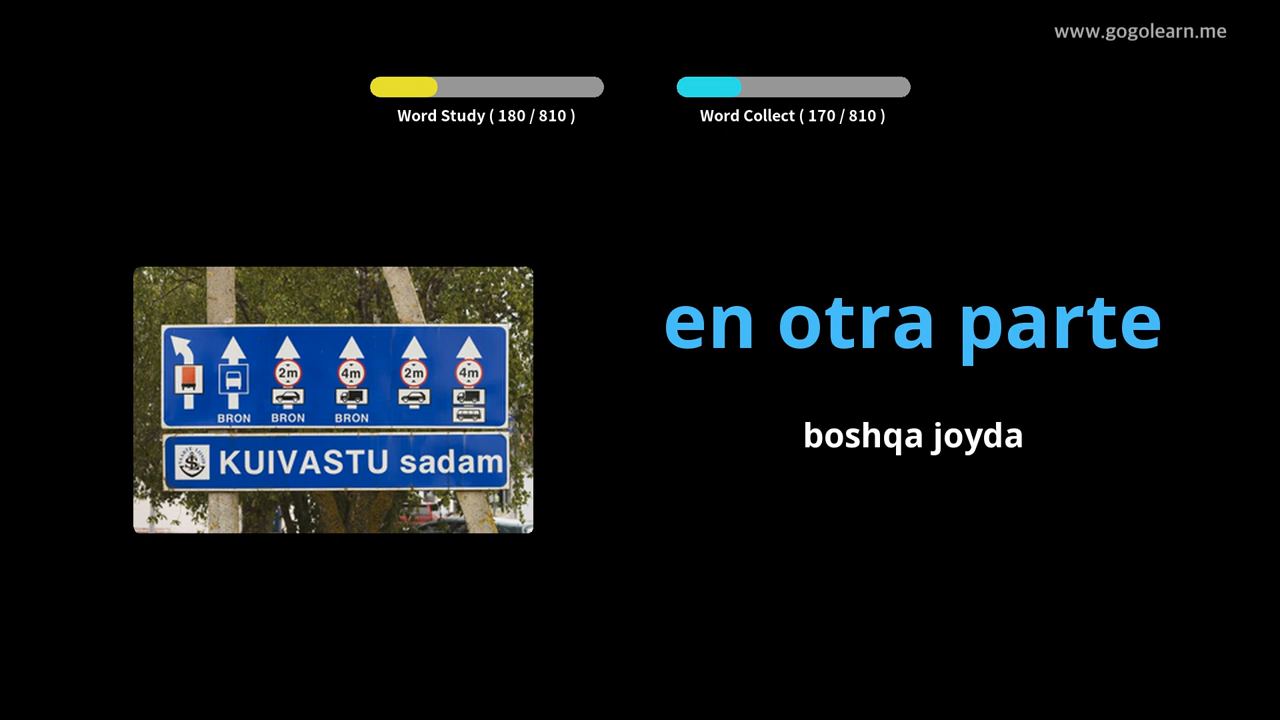 www.gogolearn.me
Word Study ( 180 / 810 )
Word Collect ( 170 / 810 )
en otra parte
boshqa joyda
2m
4m
2m
4m
BRON
BRON
BRON
KUIVASTU sadam